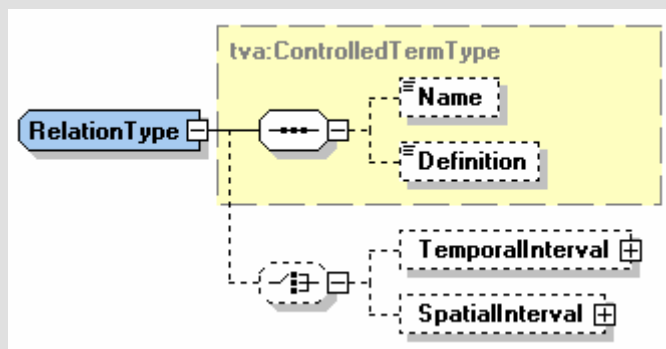 tva:ControlledTermType
Name
RelationType
Definition
TemporalInterval
SpatialInterval